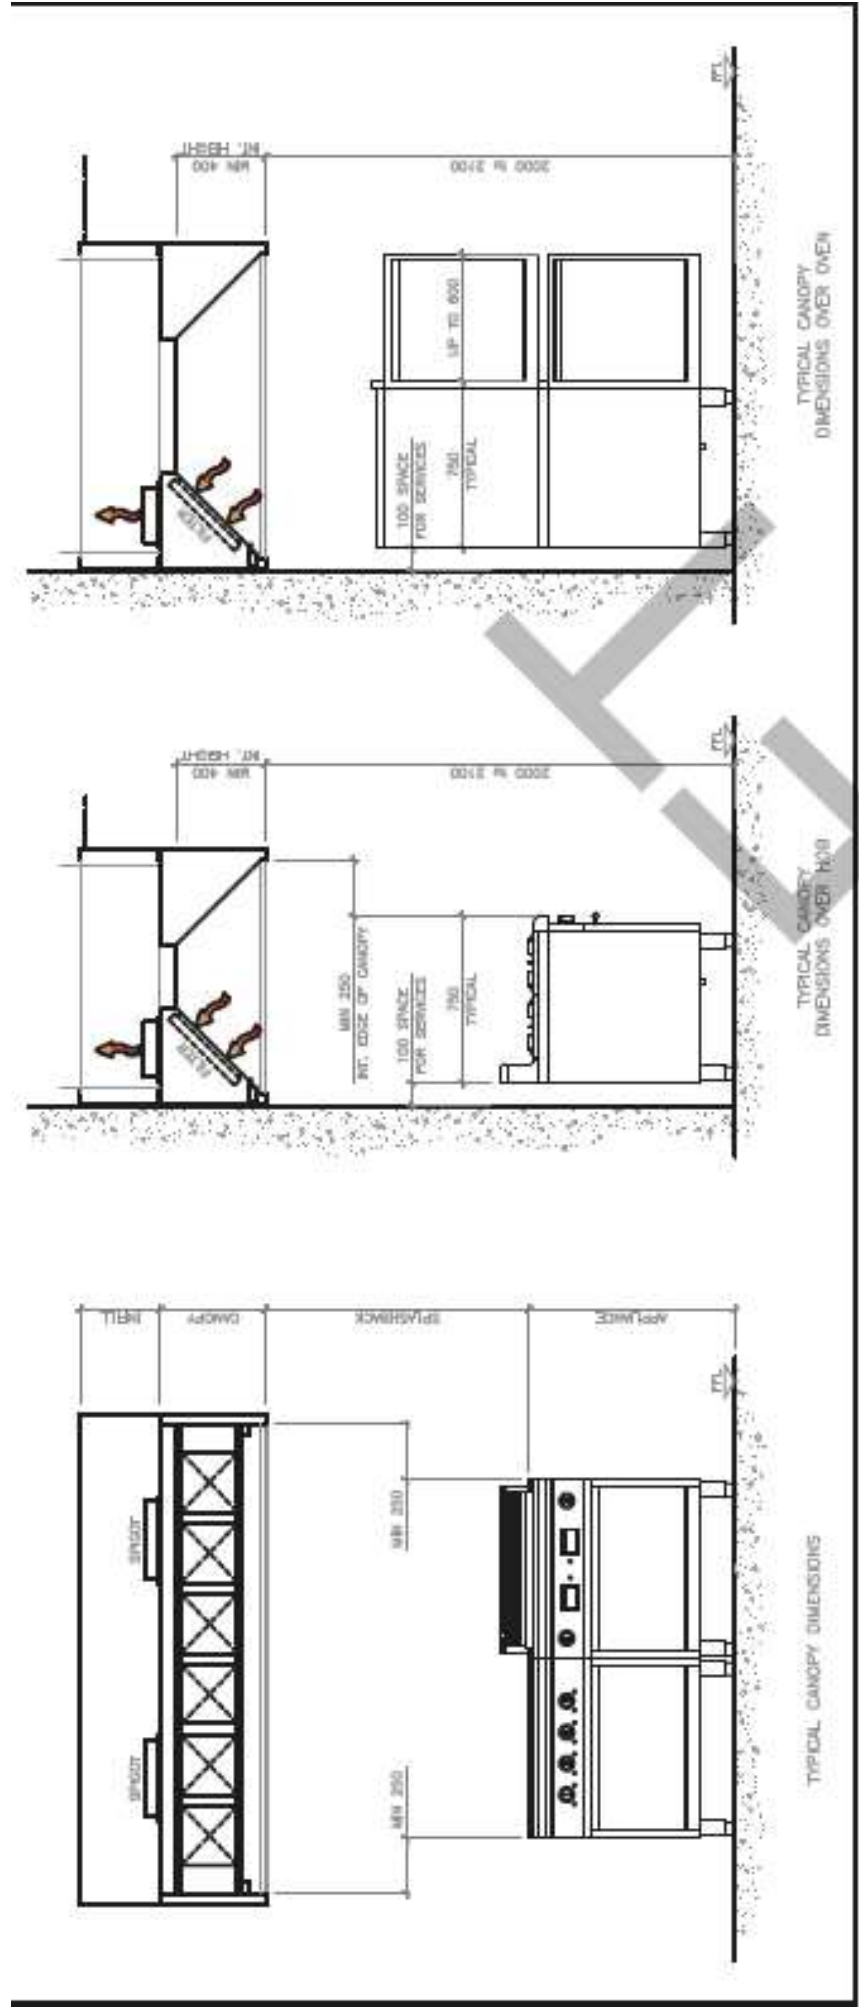 SPIGOT
SPIGOT
MIN 250
MIN 250
INFILL
CANOPY
SPLASHBACK
APPLIANCE
FFL
TYPICAL CANOPY DIMENSIONS
FILTER
MIN 250
INT. EDGE OF CANOPY
100 SPACE
FOR SERVICES
750
TYPICAL
MIN 400
INT. HEIGHT
2000 to 2100
FFL
TYPICAL CANOPY
DIMENSIONS OVER HOB
FILTER
100 SPACE
FOR SERVICES
750
TYPICAL
UP TO 600
MIN 400
INT. HEIGHT
2000 to 2100
FFL
TYPICAL CANOPY
DIMENSIONS OVER OVEN